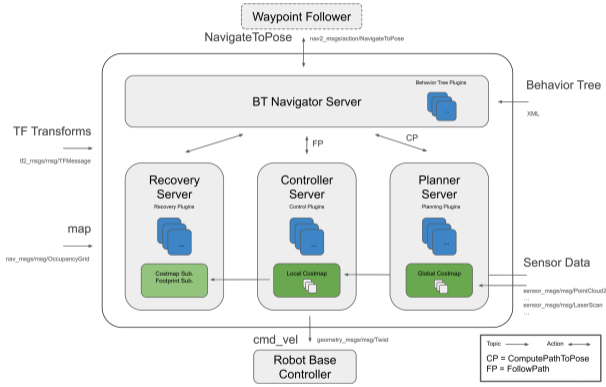 Waypoint Follower
NavigateToPose
nav2_msgs/action/NavigateToPose
Behavior Tree Plugins
...
BT Navigator Server
Behavior Tree
XML
TF Transforms
tf2_msgs/msg/TFMessage
FP
CP
Recovery
Server
Recovery Plugins
...
Controller
Server
Control Plugins
...
Planner
Server
Planning Plugins
...
map
nav_msgs/msg/OccupancyGrid
Costmap Sub.
Footprint Sub.
Local Costmap
Global Costmap
Sensor Data
sensor_msgs/msg/PointCloud2
...
sensor_msgs/msg/LaserScan
...
cmd_vel
geometry_msgs/msg/Twist
Robot Base
Controller
Topic
Action
CP = ComputePathToPose
FP = FollowPath